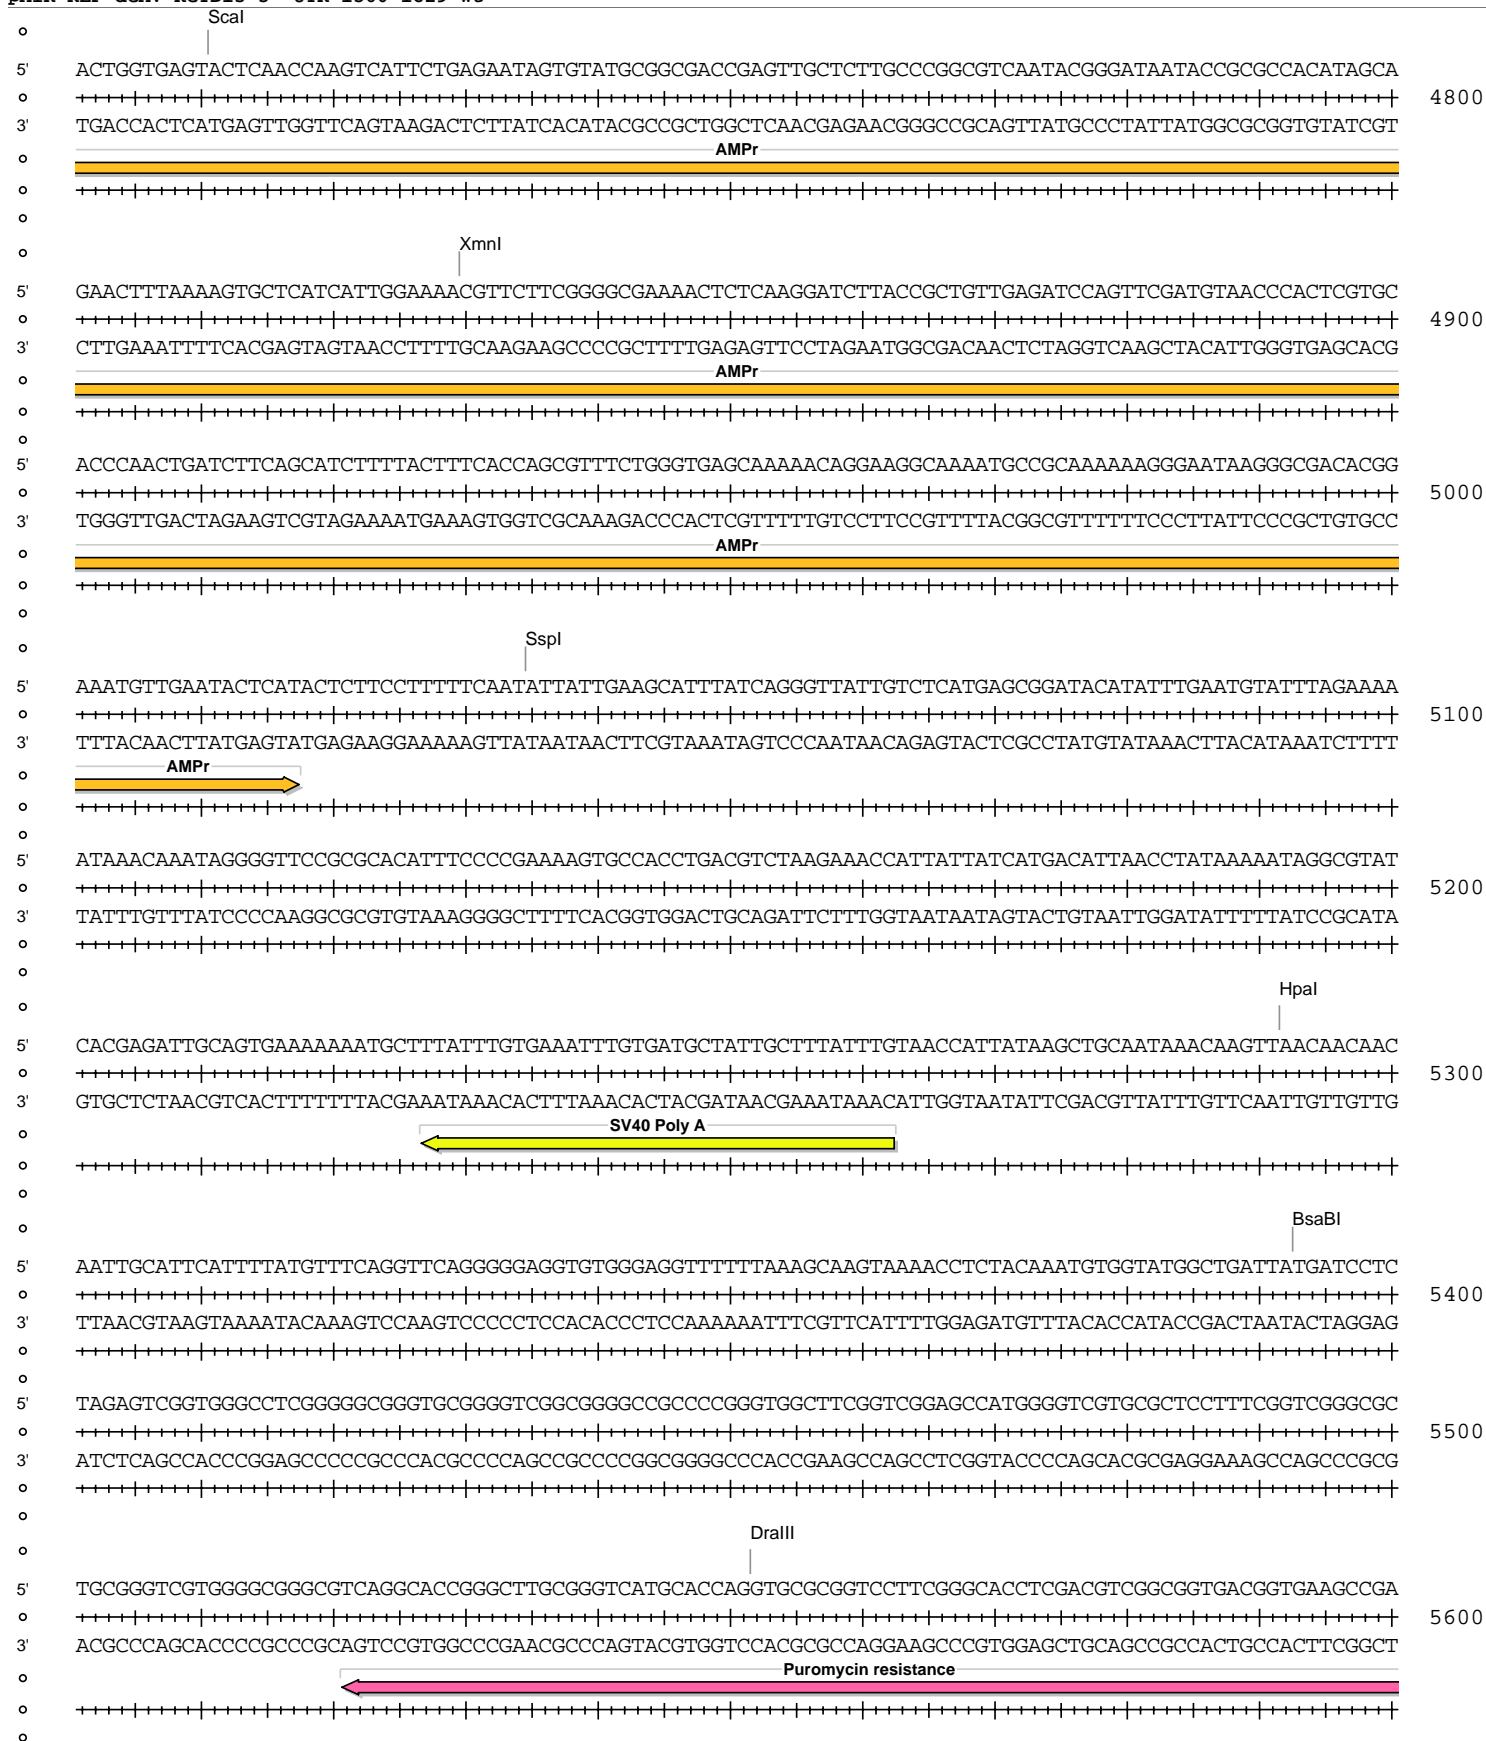 ScaI
5' ACTGGTGAGTACTCAACCAAGTCATTCTGAGAATAGTGTATGCGGCGACCGAGTTGCTCTTGCCCGGCGTCAATACGGGATAATACCGCGCCACATAGCA
4800
3' TGACCACTCATGAGTTGGTTCAGTAAGACTCTTATCACATACGCCGCTGGCTCAACGAGAACGGGCCGCAGTTATGCCCTATTATGGCGCGGTGTATCGT
AMPr
XmnI
5' GAACTTTAAAAGTGCTCATCATTGGAAAACGTTCTTCGGGGCGAAAACTCTCAAGGATCTTACCGCTGTTGAGATCCAGTTCGATGTAACCCACTCGTGC
4900
3' CTTGAAATTTTCACGAGTAGTAACCTTTTGCAAGAAGCCCCGCTTTTGAGAGTTCCTAGAATGGCGACAACTCTAGGTCAAGCTACATTGGGTGAGCACG
AMPr
5' ACCCAACTGATCTTCAGCATCTTTTACTTTCACCAGCGTTTCTGGGTGAGCAAAAACAGGAAGGCAAAATGCCGCAAAAAAGGGAATAAGGGCGACACGG
5000
3' TGGGTTGACTAGAAGTCGTAGAAAATGAAAGTGGTCGCAAAGACCCACTCGTTTTTGTCCTTCCGTTTTACGGCGTTTTTTCCCTTATTCCCGCTGTGCC
AMPr
SspI
5' AAATGTTGAATACTCATACTCTTCCTTTTTCAATATTATTGAAGCATTTATCAGGGTTATTGTCTCATGAGCGGATACATATTTGAATGTATTTAGAAAA
5100
3' TTTACAACTTATGAGTATGAGAAGGAAAAAGTTATAATAACTTCGTAAATAGTCCCAATAACAGAGTACTCGCCTATGTATAAACTTACATAAATCTTTT
AMPr
5' ATAAACAAATAGGGGTTCCGCGCACATTTCCCCGAAAAGTGCCACCTGACGTCTAAGAAACCATTATTATCATGACATTAACCTATAAAAATAGGCGTAT
5200
3' TATTTGTTTATCCCCAAGGCGCGTGTAAAGGGGCTTTTCACGGTGGACTGCAGATTCTTTGGTAATAATAGTACTGTAATTGGATATTTTTATCCGCATA
HpaI
5' CACGAGATTGCAGTGAAAAAAATGCTTTATTTGTGAAATTTGTGATGCTATTGCTTTATTTGTAACCATTATAAGCTGCAATAAACAAGTTAACAACAAC
5300
3' GTGCTCTAACGTCACTTTTTTTACGAAATAAACACTTTAAACACTACGATAACGAAATAAACATTGGTAATATTCGACGTTATTTGTTCAATTGTTGTTG
SV40 Poly A
BsaBI
5' AATTGCATTCATTTTATGTTTCAGGTTCAGGGGGAGGTGTGGGAGGTTTTTTAAAGCAAGTAAAACCTCTACAAATGTGGTATGGCTGATTATGATCCTC
5400
3' TTAACGTAAGTAAAATACAAAGTCCAAGTCCCCCTCCACACCCTCCAAAAAATTTCGTTCATTTTGGAGATGTTTACACCATACCGACTAATACTAGGAG
5' TAGAGTCGGTGGGCCTCGGGGGCGGGTGCGGGGTCGGCGGGGCCGCCCCGGGTGGCTTCGGTCGGAGCCATGGGGTCGTGCGCTCCTTTCGGTCGGGCGC
5500
3' ATCTCAGCCACCCGGAGCCCCCGCCCACGCCCCAGCCGCCCCGGCGGGGCCCACCGAAGCCAGCCTCGGTACCCCAGCACGCGAGGAAAGCCAGCCCGCG
DraIII
5' TGCGGGTCGTGGGGCGGGCGTCAGGCACCGGGCTTGCGGGTCATGCACCAGGTGCGCGGTCCTTCGGGCACCTCGACGTCGGCGGTGACGGTGAAGCCGA
5600
3' ACGCCCAGCACCCCGCCCGCAGTCCGTGGCCCGAACGCCCAGTACGTGGTCCACGCGCCAGGAAGCCCGTGGAGCTGCAGCCGCCACTGCCACTTCGGCT
Puromycin resistance